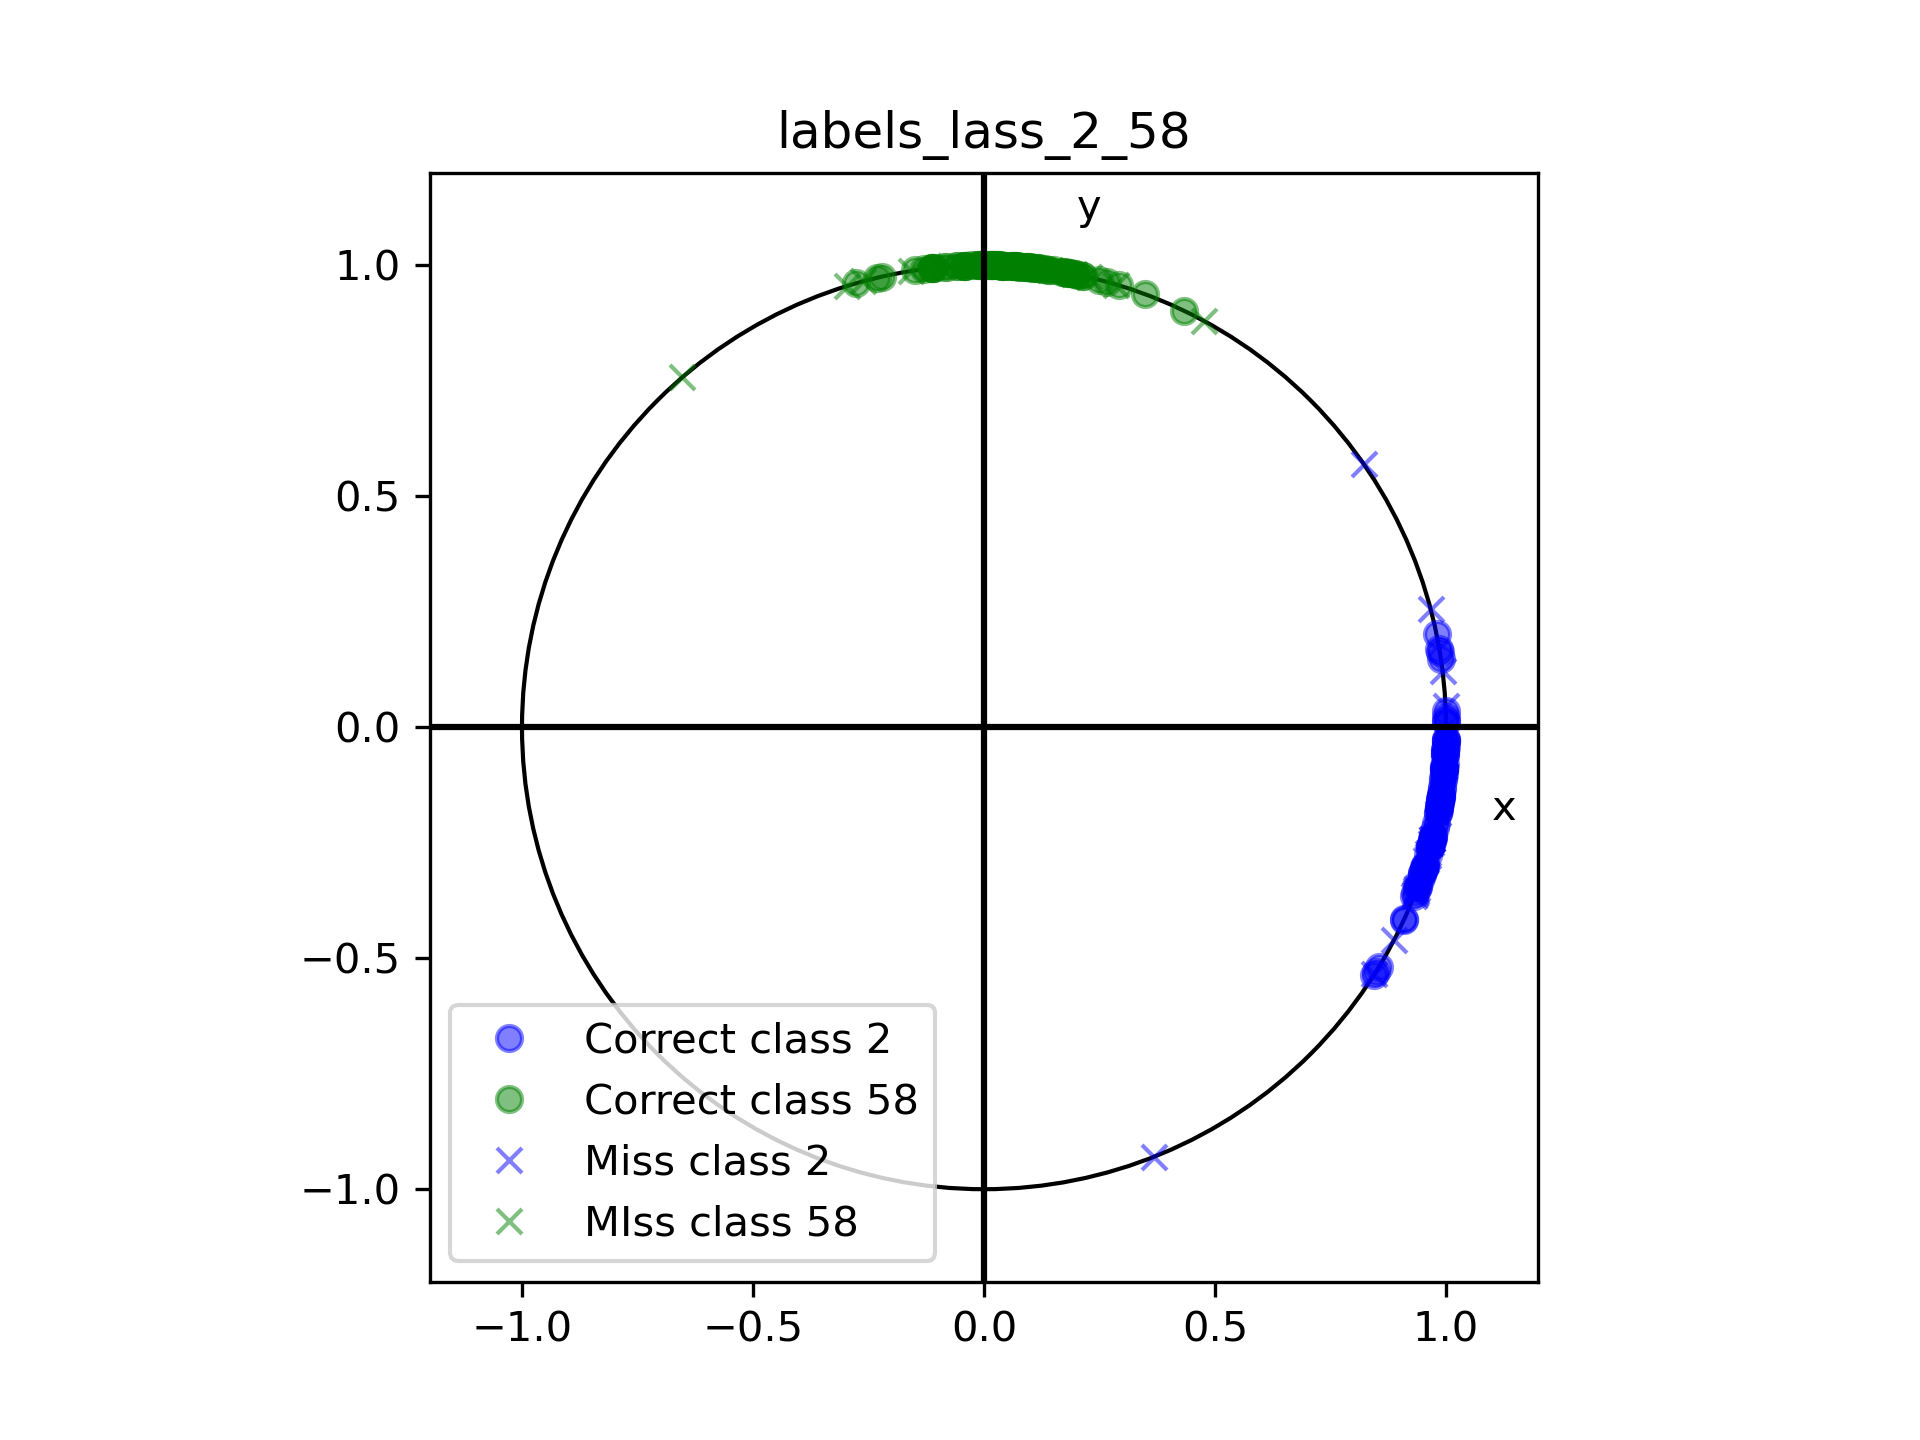 labels_lass_2_58
y
1.0
0.5
0.0
x
−0.5
−1.0
Correct class 2
Correct class 58
Miss class 2
MIss class 58
−1.0 −0.5 0.0 0.5 1.0